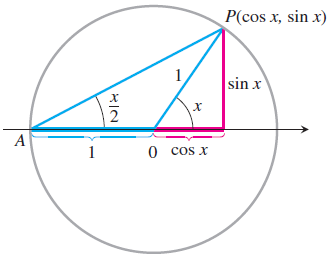 P(cos x, sin x)
1
sin x
x
2
x
A
1
0
cos x